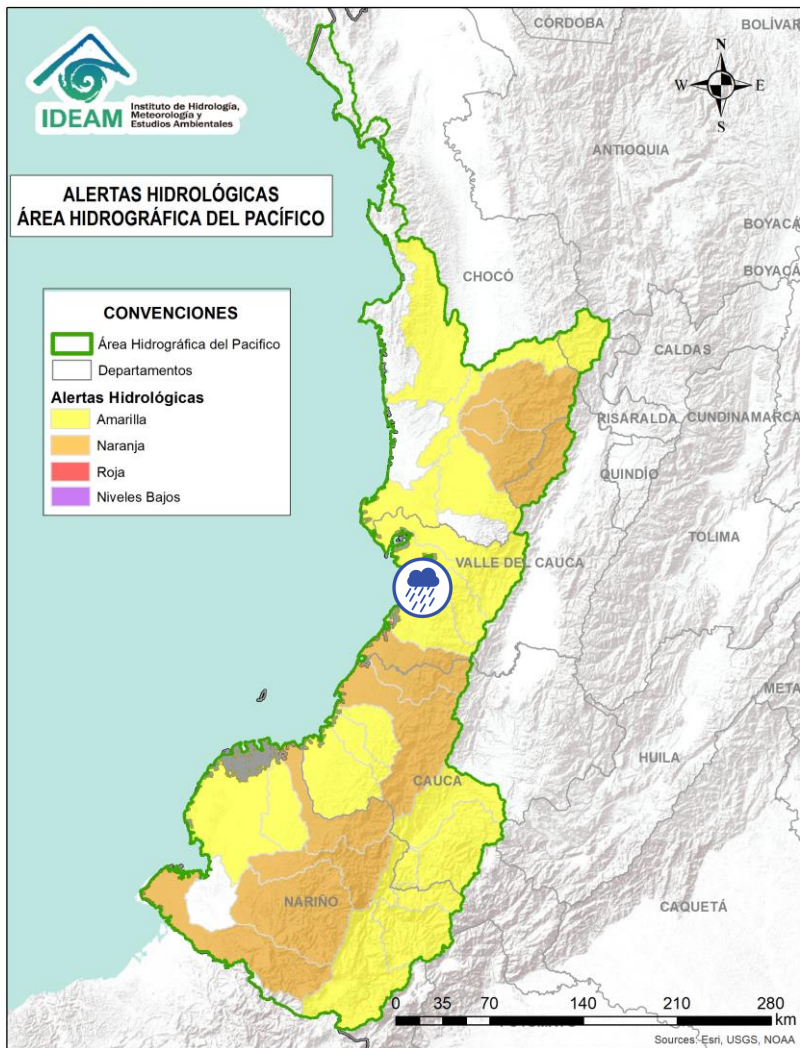 IDEAM
Instituto de Hidrología,
Meteorología y
Estudios Ambientales
ALERTAS HIDROLÓGICAS
ÁREA HIDROGRÁFICA DEL PACÍFICO
CONVENCIONES
Área Hidrográfica del Pacifico
Departamentos
Alertas Hidrológicas
Amarilla
Naranja
Roja
Niveles Bajos
CÓRDOBA
BOLÍVAR
N
W E
S
ANTIOQUIA
BOYACÁ
CHOCÓ
BOYACÁ
CALDAS
RISARALDA
CUNDINAMARCA
QUINDÍO
TOLIMA
VALLE DEL CAUCA
META
HUILA
CAUCA
NARIÑO
CAQUETÁ
0 35 70 140 210 280
km
Sources: Esri, USGS, NOAA